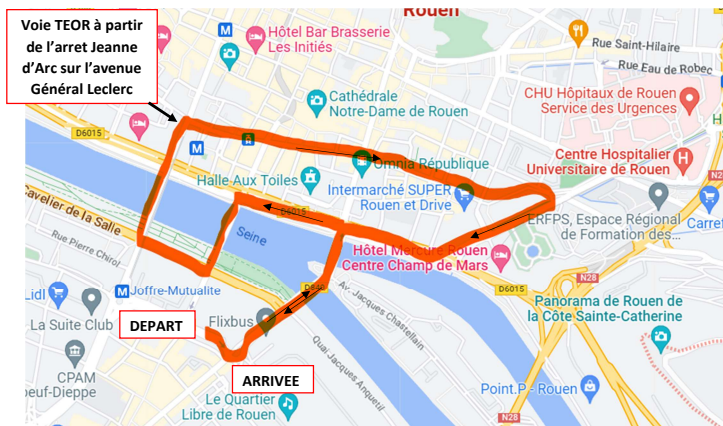 Voie TEOR à partir
de l'arret Jeanne
d'Arc sur l'avenue
Général Leclerc
Rouen
Hôtel Bar Brasserie
Les Initiés
Rue Saint-Hilaire
Rue Eau de Robec
Cathédrale
Notre-Dame de Rouen
CHU Hôpitaux de Rouen
Service des Urgences
D6015
M
M
Omnia République
Centre Hospitalier
Universitaire de Rouen
H
N28
Halle Aux Toiles
Intermarché SUPER
Rouen et Drive
D6015
Cavelier de la Salle
Seine
ERFPS, Espace Régional
de Formation des...
Carref
Rue Pierre Chirol
Hôtel Mercure Rouen
Centre Champ de Mars
N28
D6015
Lidl
M Joffre-Mutualite
D840
Av. Jacques Chastellain
Panorama de Rouen de
la Côte Sainte-Catherine
La Suite Club
DEPART
Flixbus
Quai Jacques Anquetil
CPAM
oeuf-Dieppe
ARRIVEE
Le Quartier
Libre de Rouen
Point.P - Rouen
N28